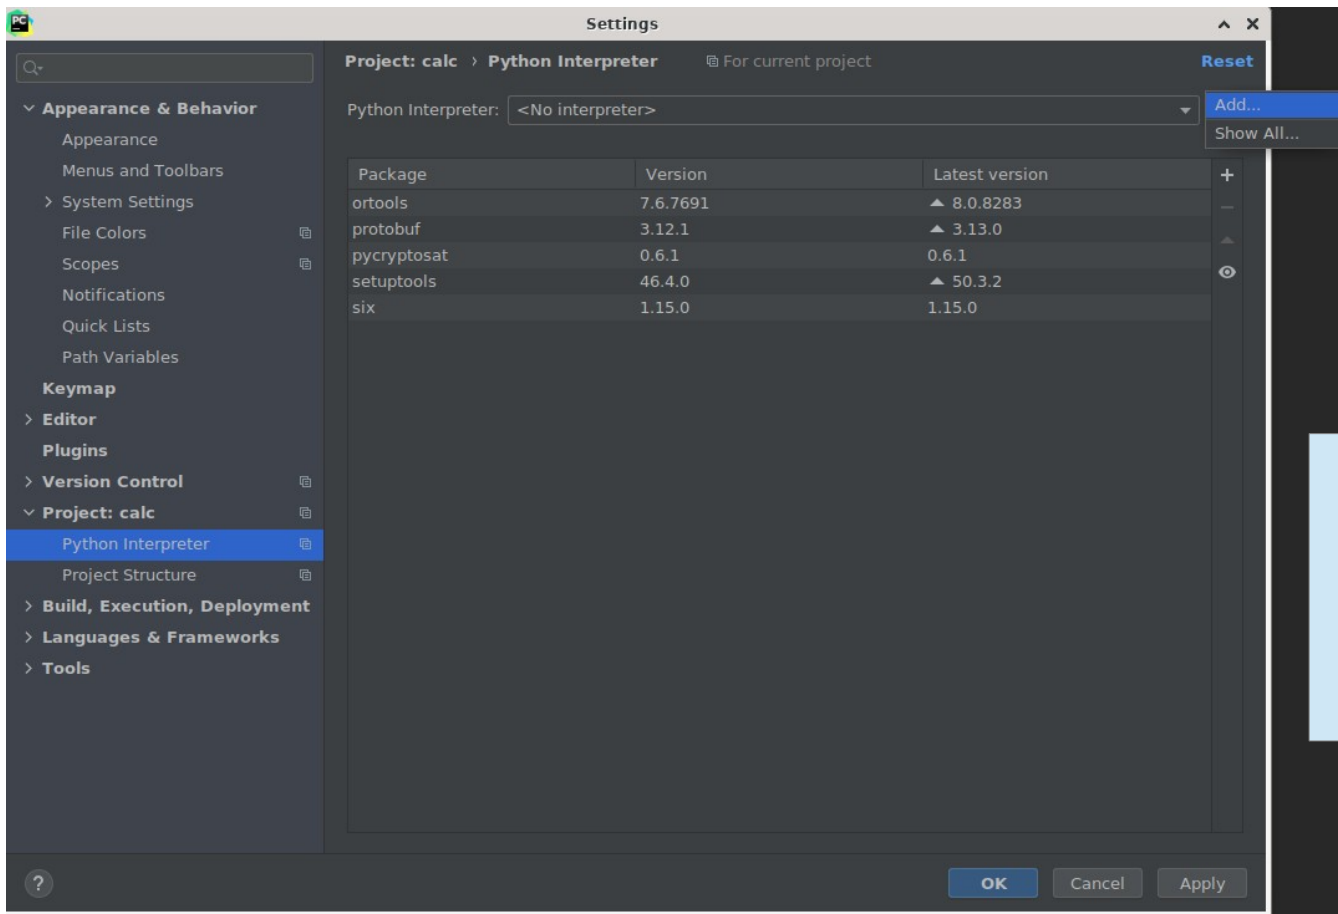 PC
Settings
Project: calc › Python Interpreter For current project Reset
Appearance & Behavior
Appearance
Menus and Toolbars
System Settings
File Colors
Scopes
Notifications
Quick Lists
Path Variables
Keymap
Editor
Plugins
Version Control
Project: calc
Python Interpreter
Project Structure
Build, Execution, Deployment
Languages & Frameworks
Tools
Python Interpreter: <No interpreter>
Add...
Show All...
Package Version Latest version
ortools 7.6.7691 8.0.8283
protobuf 3.12.1 3.13.0
pycryptosat 0.6.1 0.6.1
setuptools 46.4.0 50.3.2
six 1.15.0 1.15.0
? OK Cancel Apply